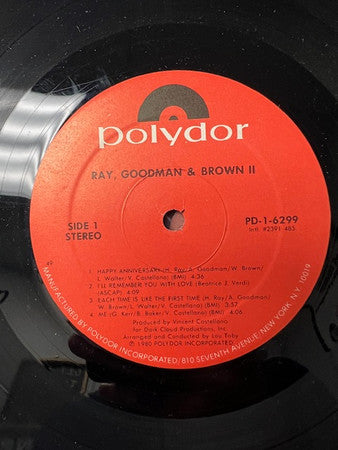 polydor
RAY, GOODMAN & BROWN II
SIDE 1
STEREO
PD-1-6299
Intl. #2391 485
49
1. HAPPY ANNIVERSARY (H. Ray/A. Goodman/W. Brown/
L. Walter/V. Castellano) (BMI) 4:36
2. I'LL REMEMBER YOU WITH LOVE (Beatrice J. Verdi)
(ASCAP) 4:09
3. EACH TIME IS LIKE THE FIRST TIME (H. Ray/A. Goodman/
W. Brown/L. Walter/V. Castellano) (BMI) 3:57
4. ME (G. Kerr/B. Baker/V. Castellano) (BMI) 4:06
Produced by Vincent Castellano
for Dark Cloud Productions, Inc.
Arranged and Conducted by Lou Toby
℗ 1980 POLYDOR INCORPORATED
MANUFACTURED BY POLYDOR INCORPORATED/810 SEVENTH AVENUE, NEW YORK, N.Y. 10019